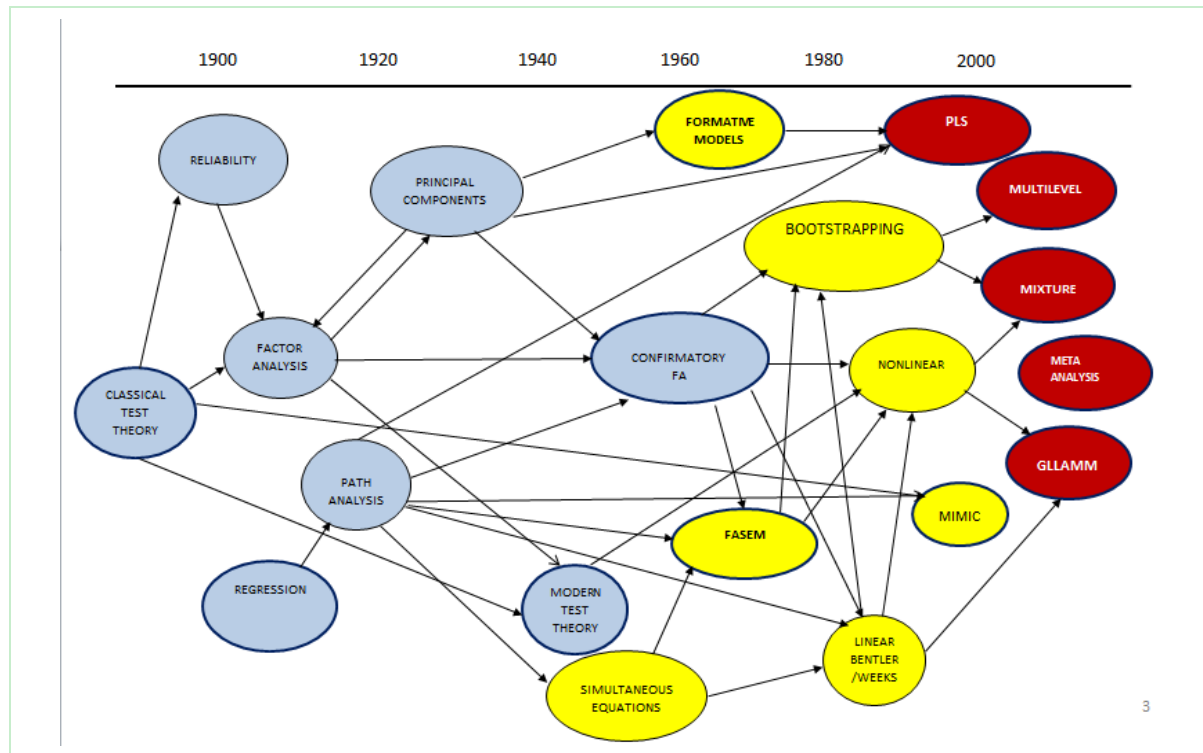 1900 1920 1940 1960 1980 2000
FORMATIVE
MODELS
PLS
RELIABILITY
PRINCIPAL
COMPONENTS
MULTILEVEL
BOOTSTRAPPING
MIXTURE
FACTOR
ANALYSIS
CONFIRMATORY
FA
NONLINEAR
META
ANALYSIS
CLASSICAL
TEST
THEORY
PATH
ANALYSIS
GLLAMM
MIMIC
FASEM
REGRESSION
MODERN
TEST
THEORY
LINEAR
BENTLER
/WEEKS
SIMULTANEOUS
EQUATIONS
3